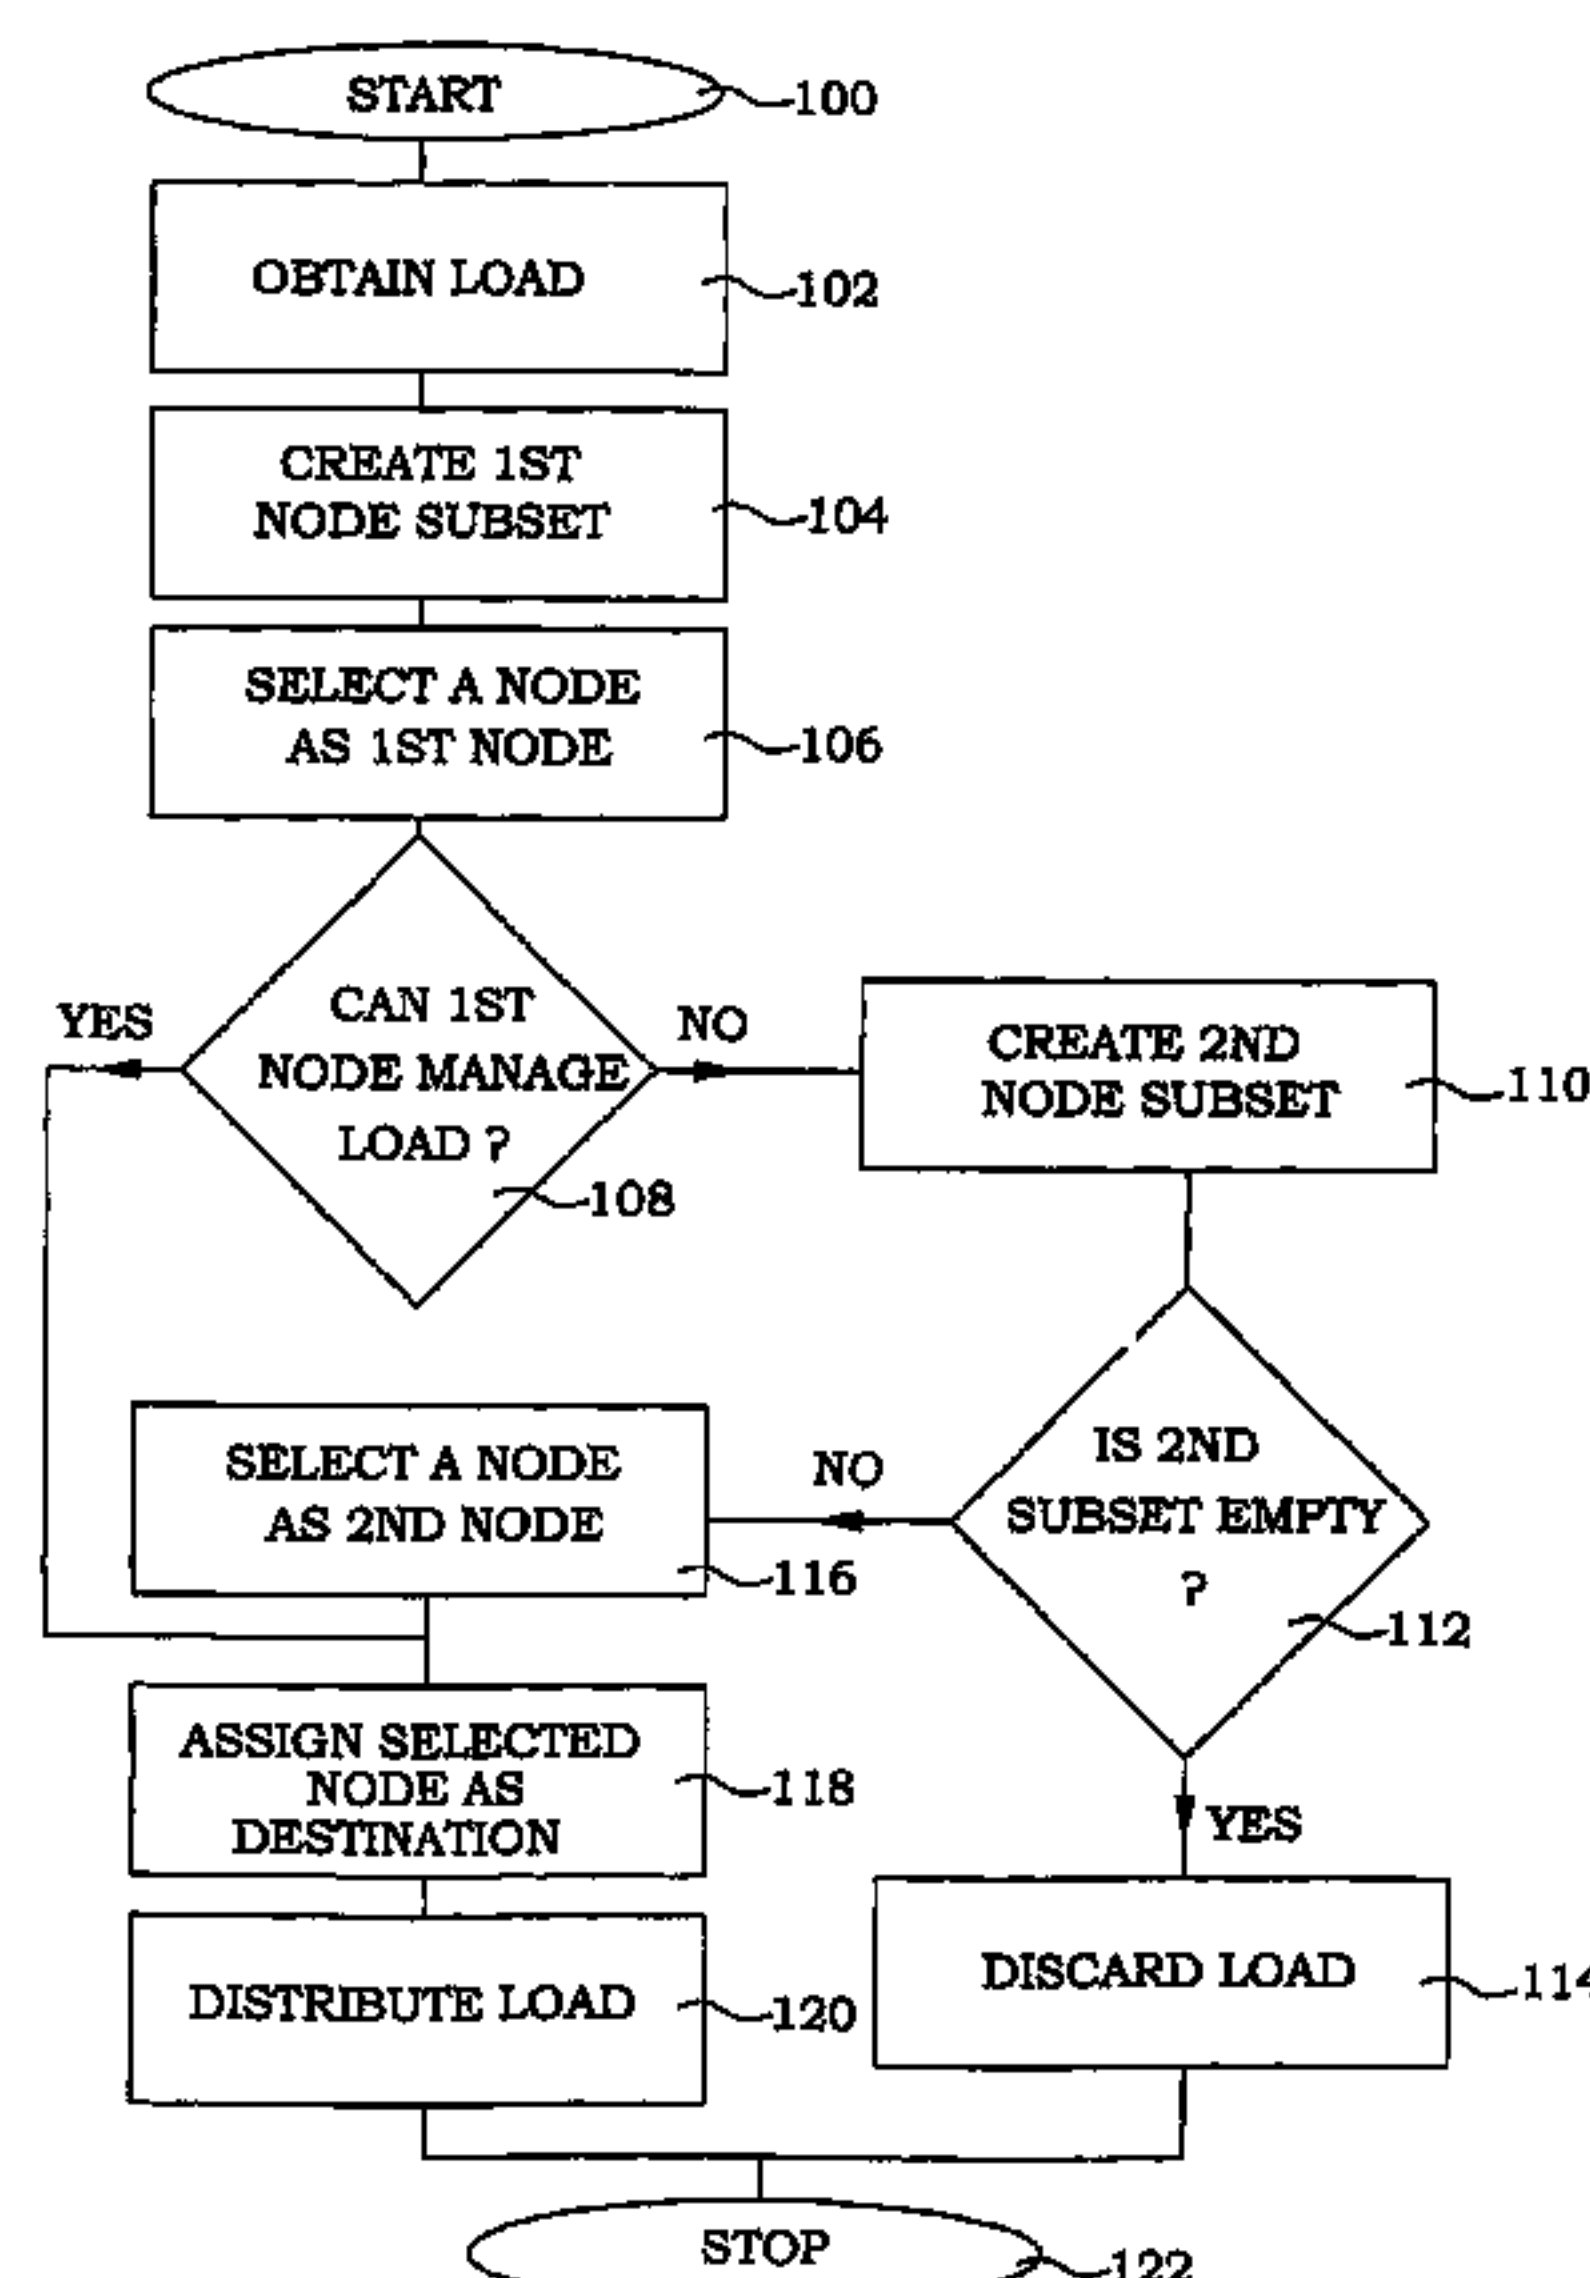 START
100
OBTAIN LOAD
102
CREATE 1ST
NODE SUBSET
104
SELECT A NODE
AS 1ST NODE
106
CAN 1ST
NODE MANAGE
LOAD ?
108
YES
NO
CREATE 2ND
NODE SUBSET
110
IS 2ND
SUBSET EMPTY
?
112
NO
YES
SELECT A NODE
AS 2ND NODE
116
ASSIGN SELECTED
NODE AS
DESTINATION
118
DISTRIBUTE LOAD
120
DISCARD LOAD
114
STOP
122